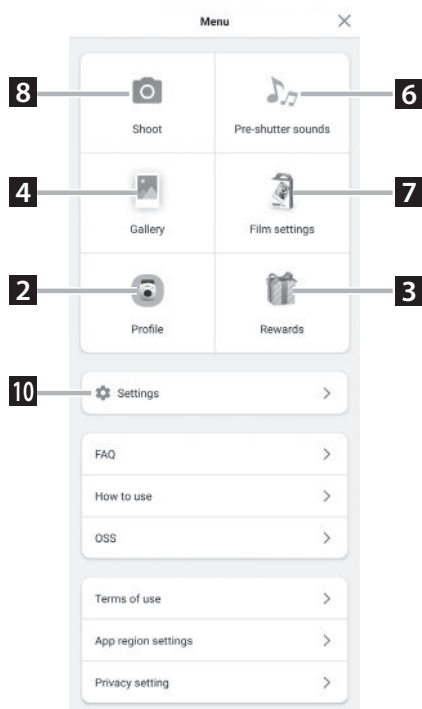 Menu
8
6
Shoot
Pre-shutter sounds
4
7
Gallery
Film settings
2
3
Profile
Rewards
10
Settings
FAQ
How to use
OSS
Terms of use
App region settings
Privacy setting